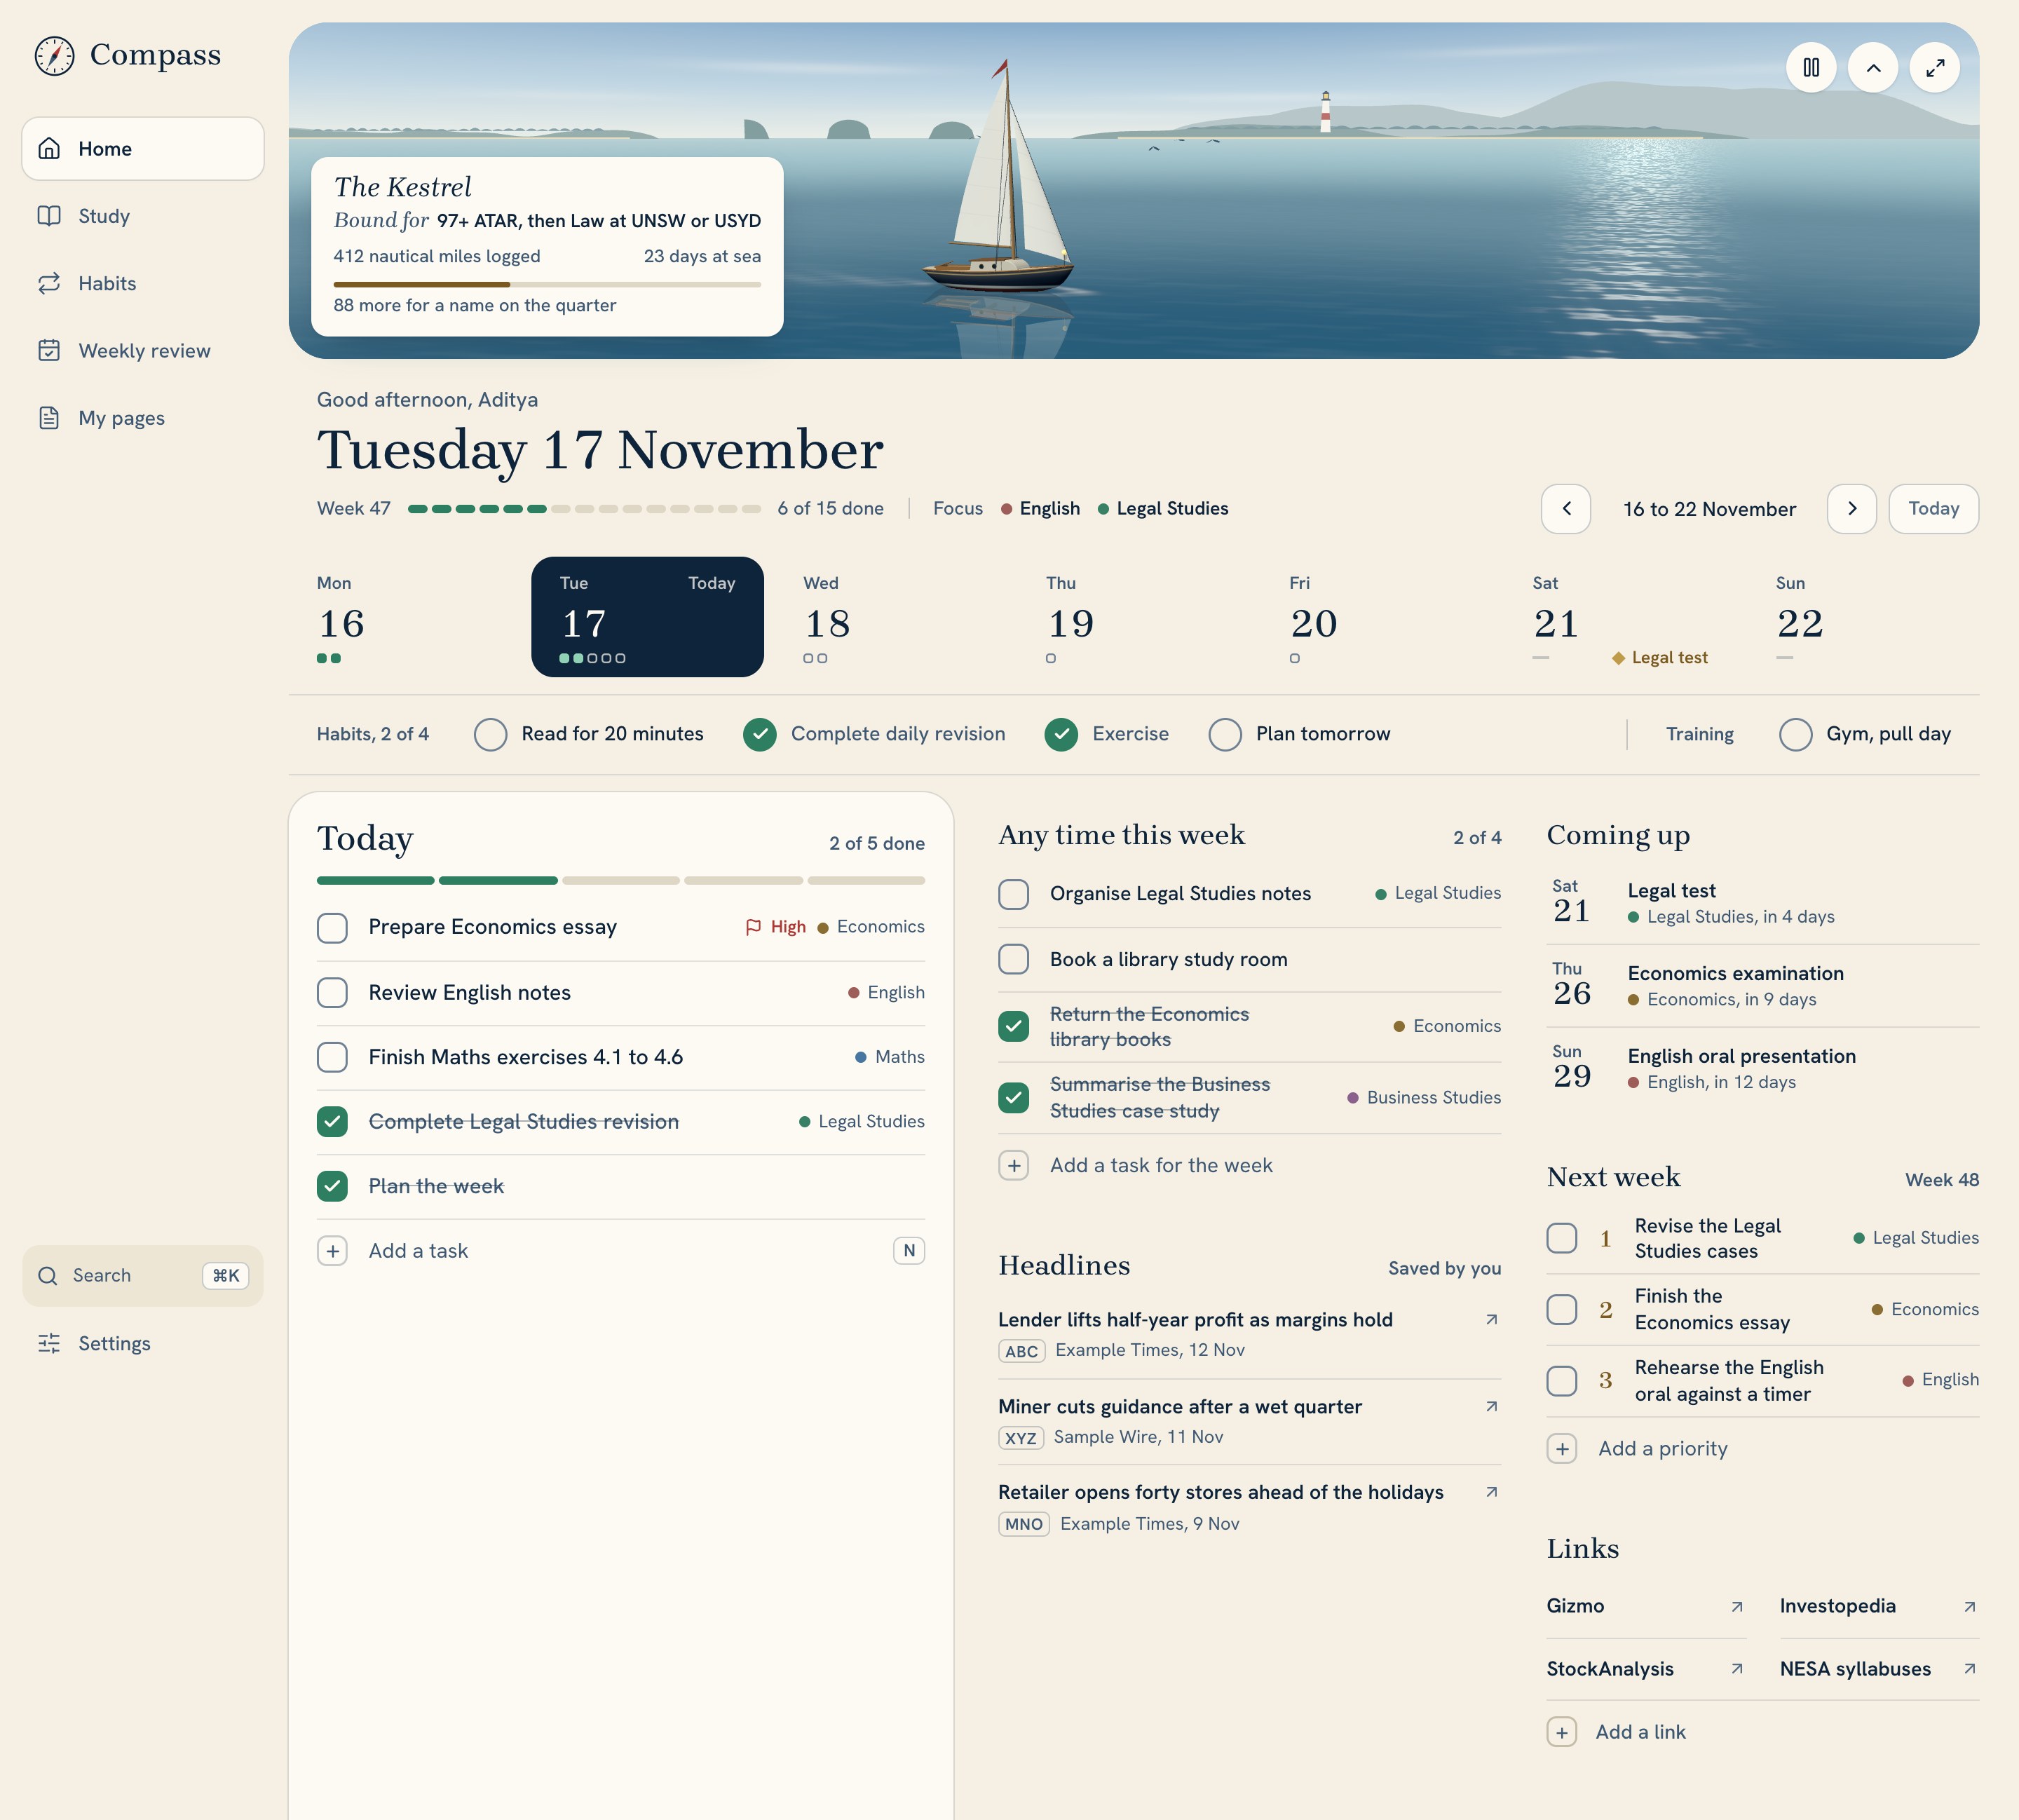 Compass
Home
Study
Habits
Weekly review
My pages
Search ⌘K
Settings
The Kestrel
Bound for 97+ ATAR, then Law at UNSW or USYD
412 nautical miles logged 23 days at sea
88 more for a name on the quarter
Good afternoon, Aditya
Tuesday 17 November
Week 47 6 of 15 done Focus English Legal Studies
16 to 22 November Today
Mon
16
Tue Today
17
Wed
18
Thu
19
Fri
20
Sat
21
Legal test
Sun
22
Habits, 2 of 4 Read for 20 minutes Complete daily revision Exercise Plan tomorrow Training Gym, pull day
Today 2 of 5 done
Prepare Economics essay High Economics
Review English notes English
Finish Maths exercises 4.1 to 4.6 Maths
Complete Legal Studies revision Legal Studies
Plan the week
Add a task N
Any time this week 2 of 4
Organise Legal Studies notes Legal Studies
Book a library study room
Return the Economics
library books Economics
Summarise the Business
Studies case study Business Studies
Add a task for the week
Headlines Saved by you
Lender lifts half-year profit as margins hold
ABC Example Times, 12 Nov
Miner cuts guidance after a wet quarter
XYZ Sample Wire, 11 Nov
Retailer opens forty stores ahead of the holidays
MNO Example Times, 9 Nov
Coming up
Sat
21
Legal test
Legal Studies, in 4 days
Thu
26
Economics examination
Economics, in 9 days
Sun
29
English oral presentation
English, in 12 days
Next week Week 48
1 Revise the Legal
Studies cases Legal Studies
2 Finish the
Economics essay Economics
3 Rehearse the English
oral against a timer English
Add a priority
Links
Gizmo Investopedia
StockAnalysis NESA syllabuses
Add a link